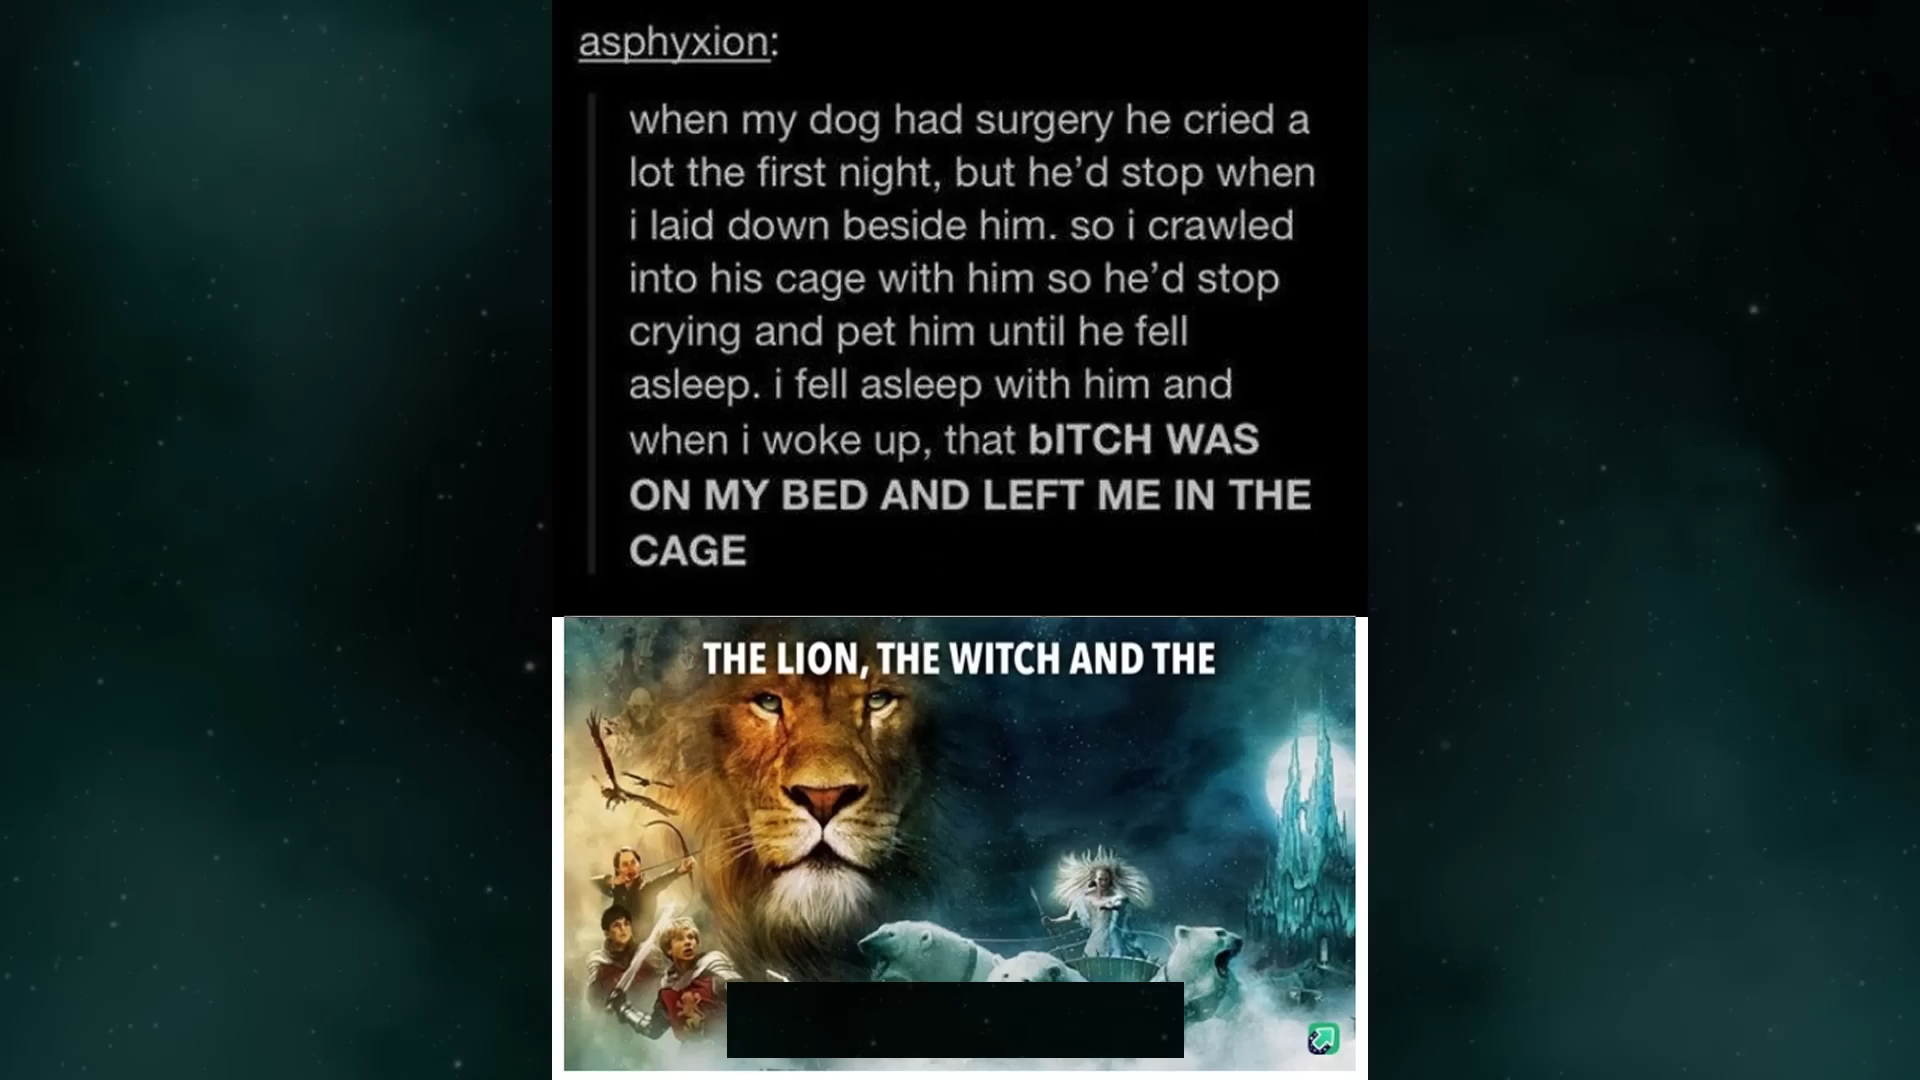 asphyxion:
when my dog had surgery he cried a
lot the first night, but he’d stop when
i laid down beside him. so i crawled
into his cage with him so he’d stop
crying and pet him until he fell
asleep. i fell asleep with him and
when i woke up, that bITCH WAS
ON MY BED AND LEFT ME IN THE
CAGE
THE LION, THE WITCH AND THE